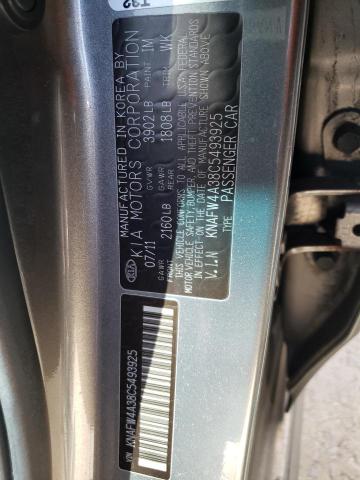 MANUFACTURED IN KOREA BY
KIA MOTORS CORPORATION
KIA
07/11
GVWR 3902LB
PAINT IM
GAWR 2160LB
GAWR REAR 1808LB
TRIM WK
THIS VEHICLE CONFORMS TO ALL APPLICABLE U.S.A. FEDERAL
MOTOR VEHICLE SAFETY, BUMPER, AND THEFT PREVENTION STANDARDS
IN EFFECT ON THE DATE OF MANUFACTURE SHOWN ABOVE
V.I.N KNAFW4A38C5493925
TYPE PASSENGER CAR
VIN KNAFW4A38C5493925